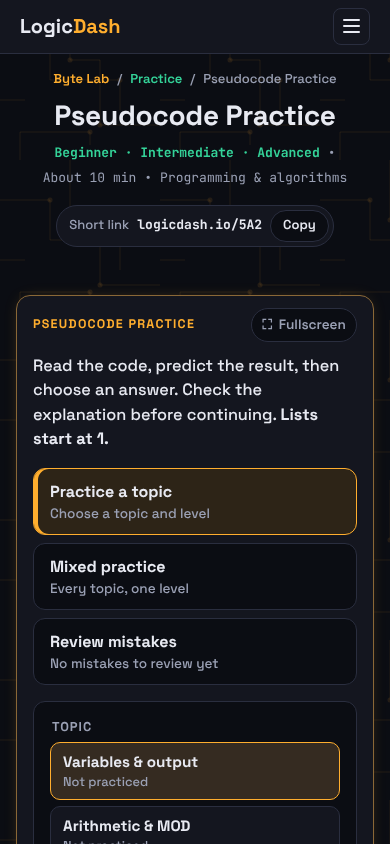 LogicDash
Byte Lab / Practice / Pseudocode Practice
Pseudocode Practice
Beginner · Intermediate · Advanced •
About 10 min • Programming & algorithms
Short link logicdash.io/5A2 Copy
PSEUDOCODE PRACTICE
Fullscreen
Read the code, predict the result, then
choose an answer. Check the
explanation before continuing. Lists
start at 1.
Practice a topic
Choose a topic and level
Mixed practice
Every topic, one level
Review mistakes
No mistakes to review yet
TOPIC
Variables & output
Not practiced
Arithmetic & MOD